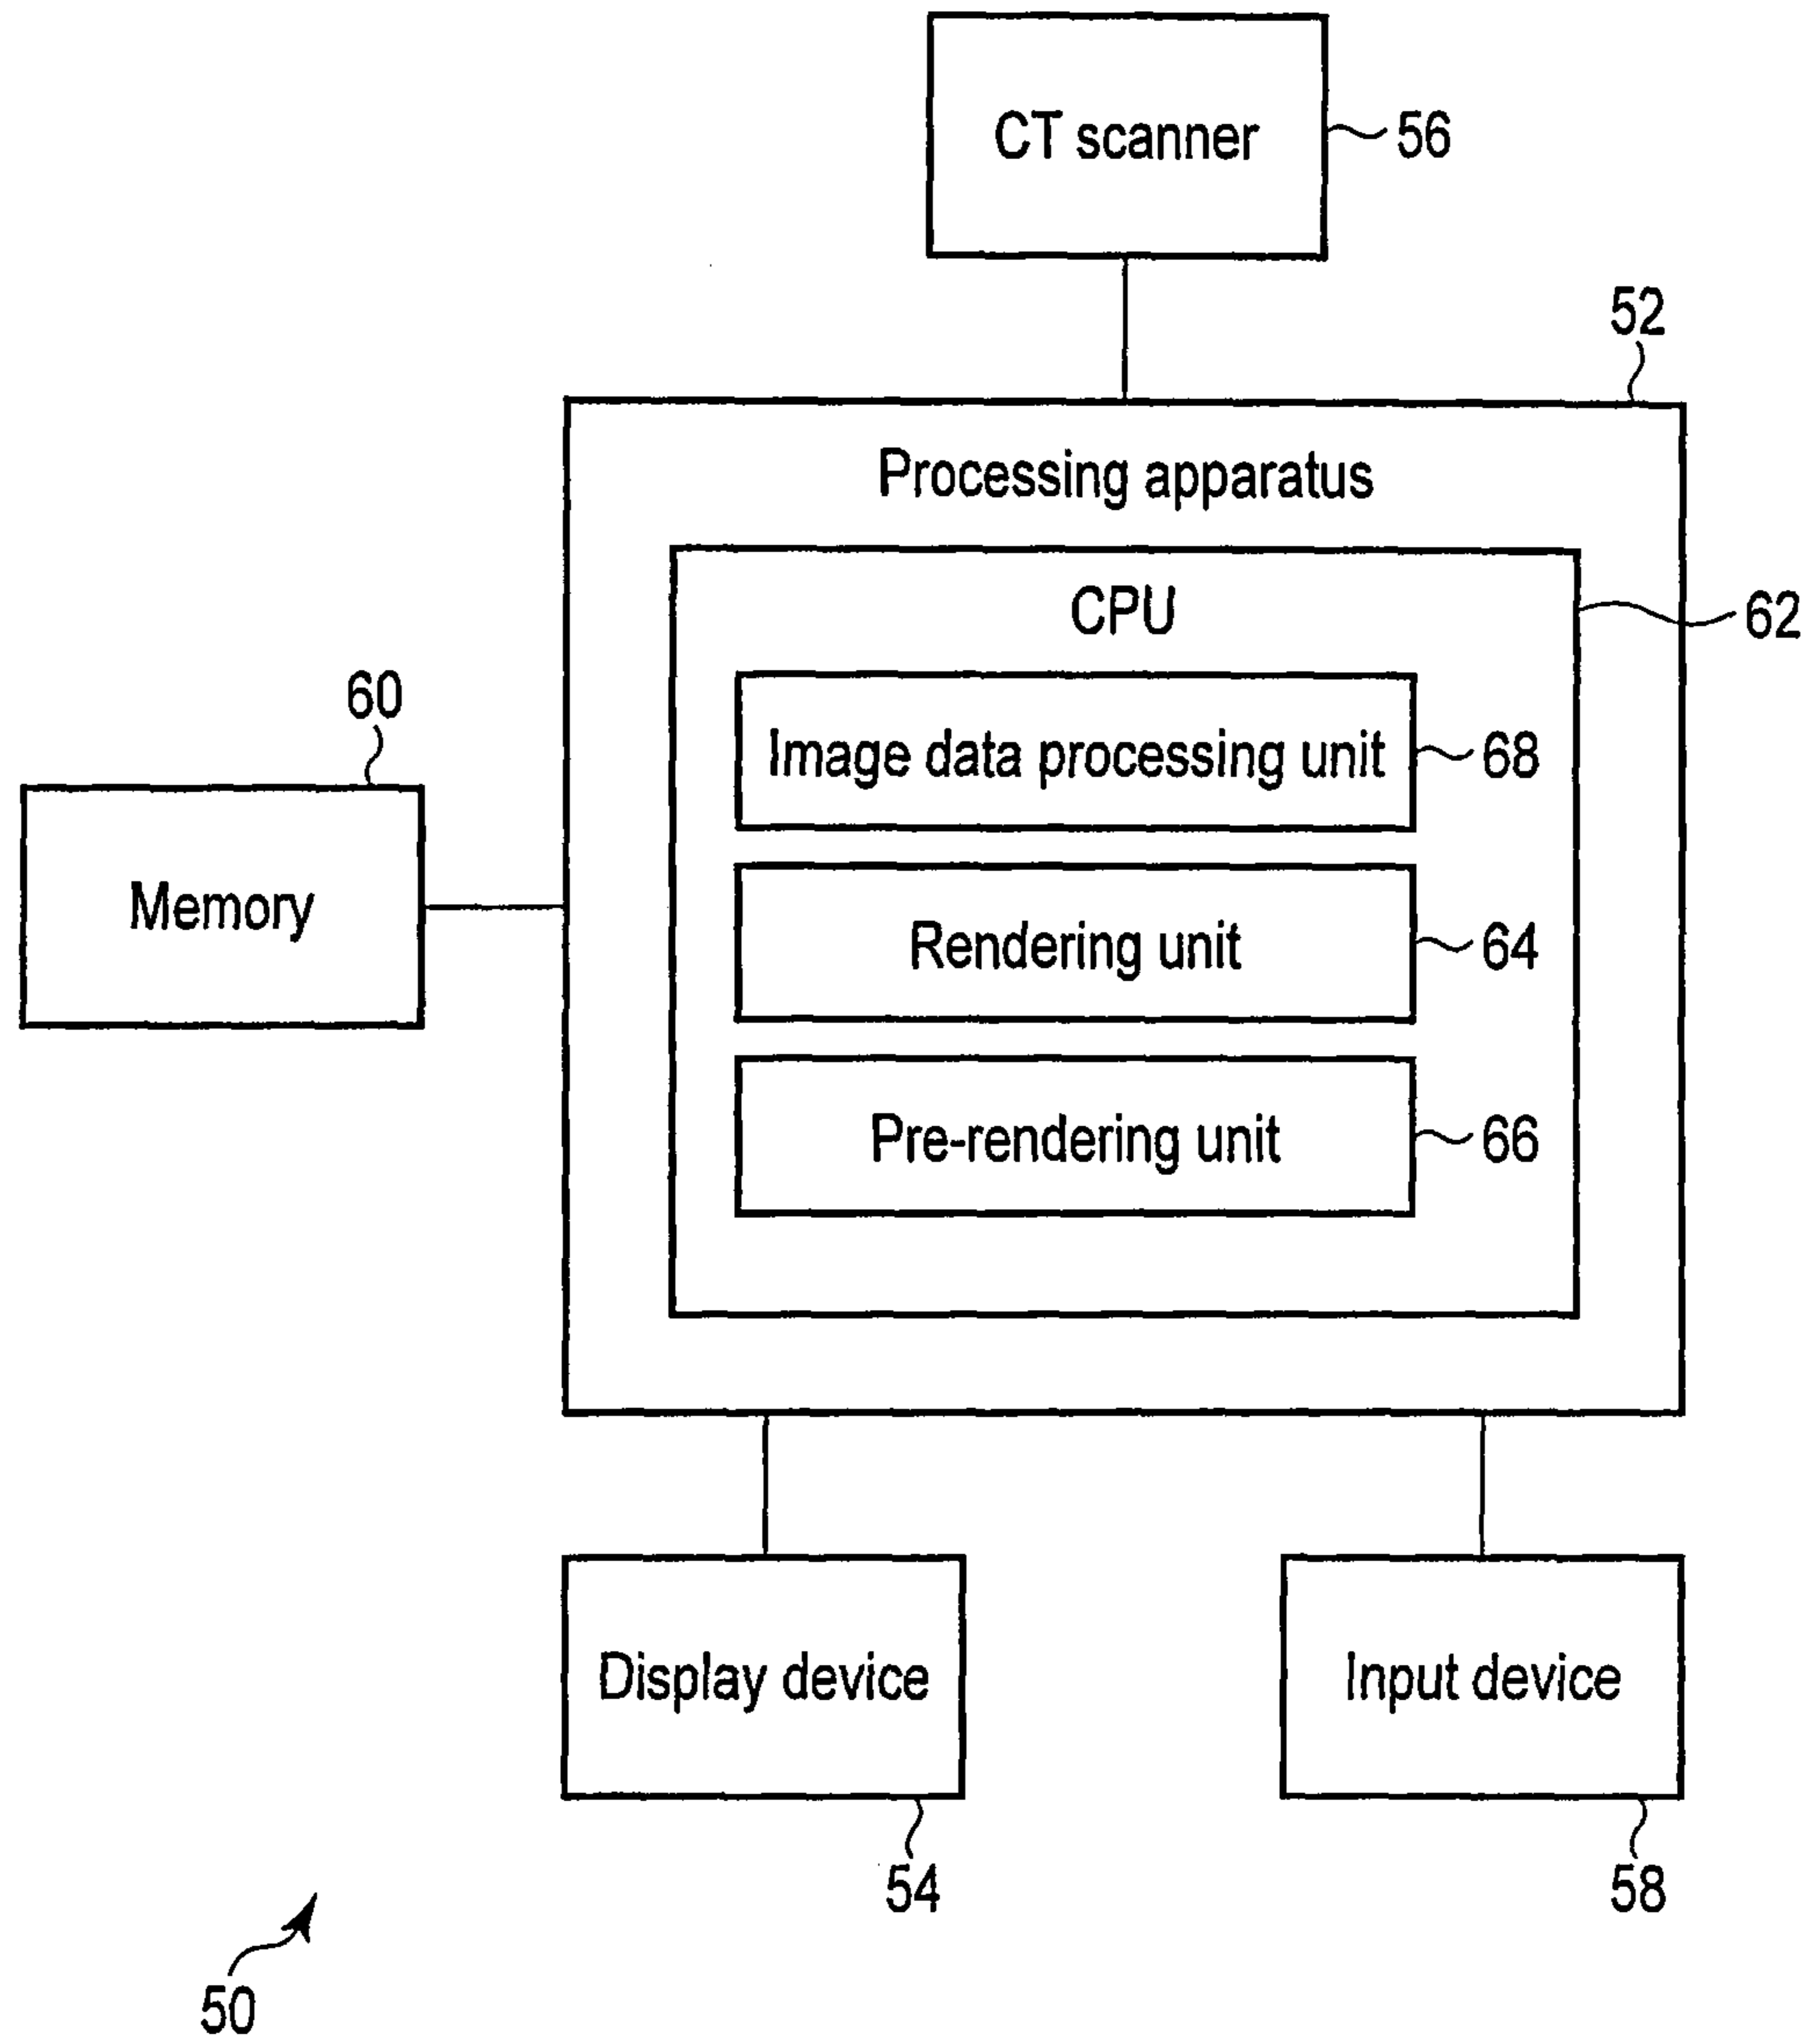 CT scanner
56
52
Processing apparatus
CPU
62
60
Image data processing unit
68
Memory
Rendering unit
64
Pre-rendering unit
66
Display device
Input device
54
58
50